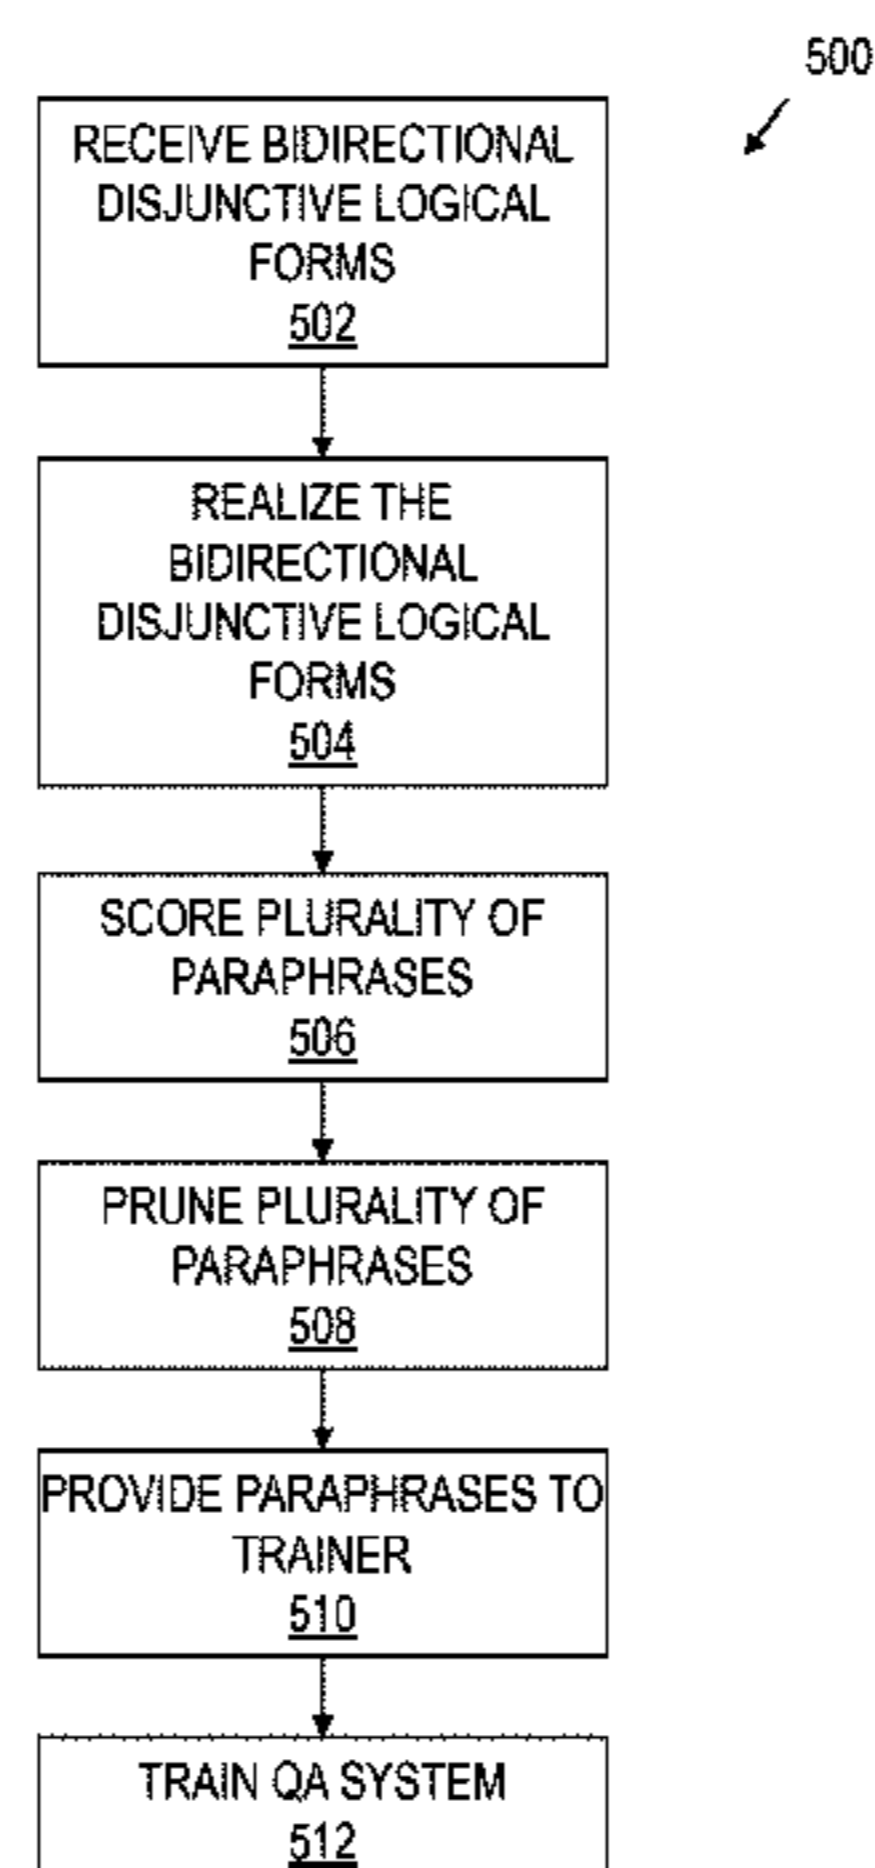 500
RECEIVE BIDIRECTIONAL
DISJUNCTIVE LOGICAL
FORMS
502
REALIZE THE
BIDIRECTIONAL
DISJUNCTIVE LOGICAL
FORMS
504
SCORE PLURALITY OF
PARAPHRASES
506
PRUNE PLURALITY OF
PARAPHRASES
508
PROVIDE PARAPHRASES TO
TRAINER
510
TRAIN QA SYSTEM
512